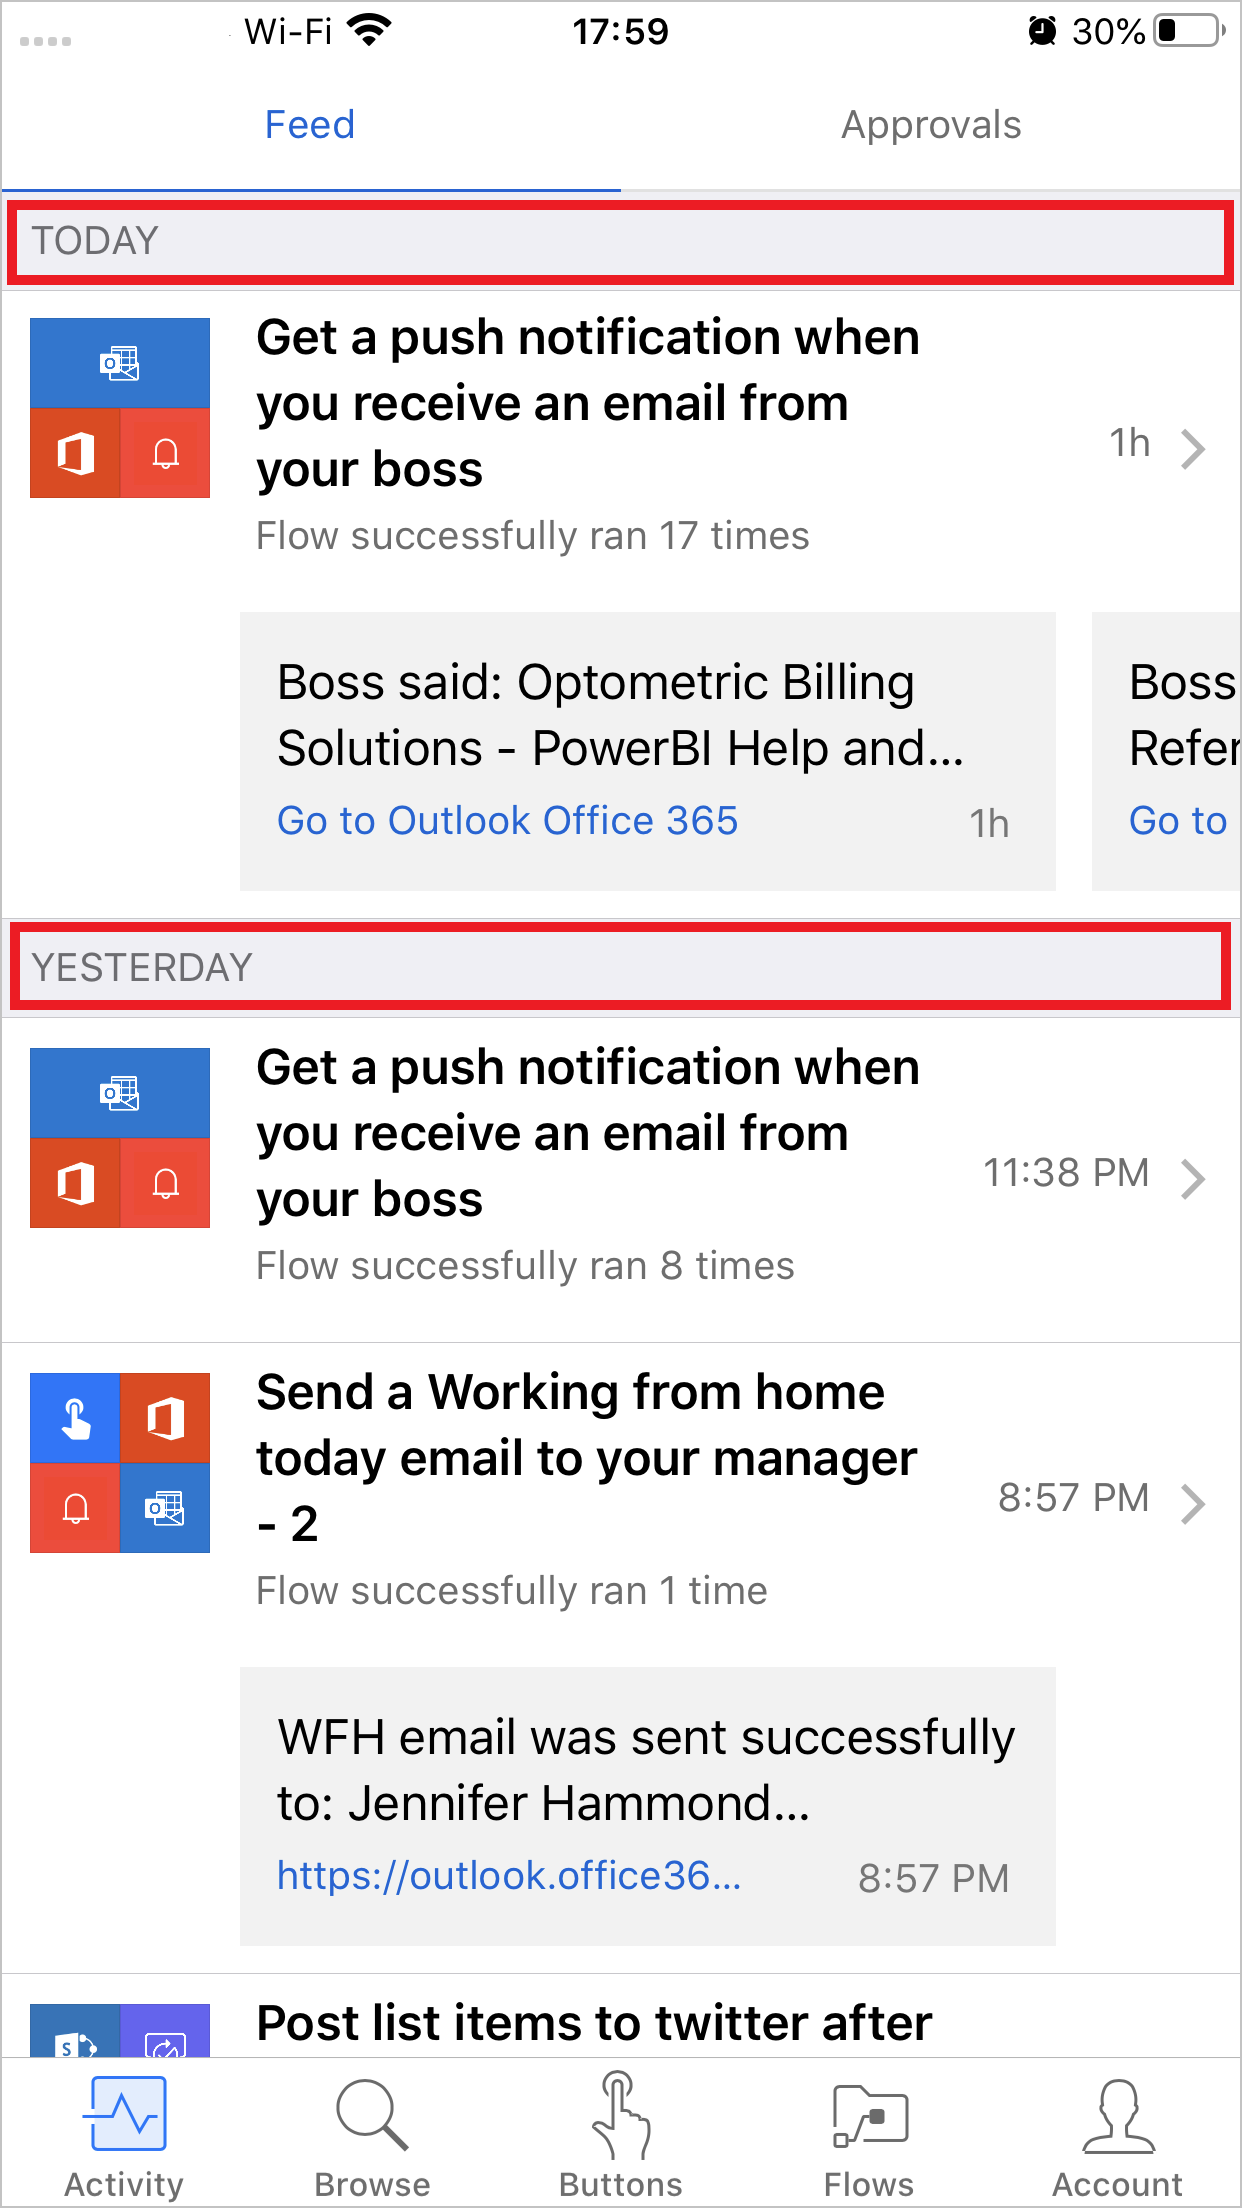 Wi-Fi 17:59 30%
Feed Approvals
TODAY
Get a push notification when
you receive an email from
your boss
1h
Flow successfully ran 17 times
Boss said: Optometric Billing
Solutions - PowerBI Help and...
Go to Outlook Office 365 1h
Boss
Refer
Go to
YESTERDAY
Get a push notification when
you receive an email from
your boss
11:38 PM
Flow successfully ran 8 times
Send a Working from home
today email to your manager
- 2
8:57 PM
Flow successfully ran 1 time
WFH email was sent successfully
to: Jennifer Hammond...
https://outlook.office36... 8:57 PM
Post list items to twitter after
Activity Browse Buttons Flows Account